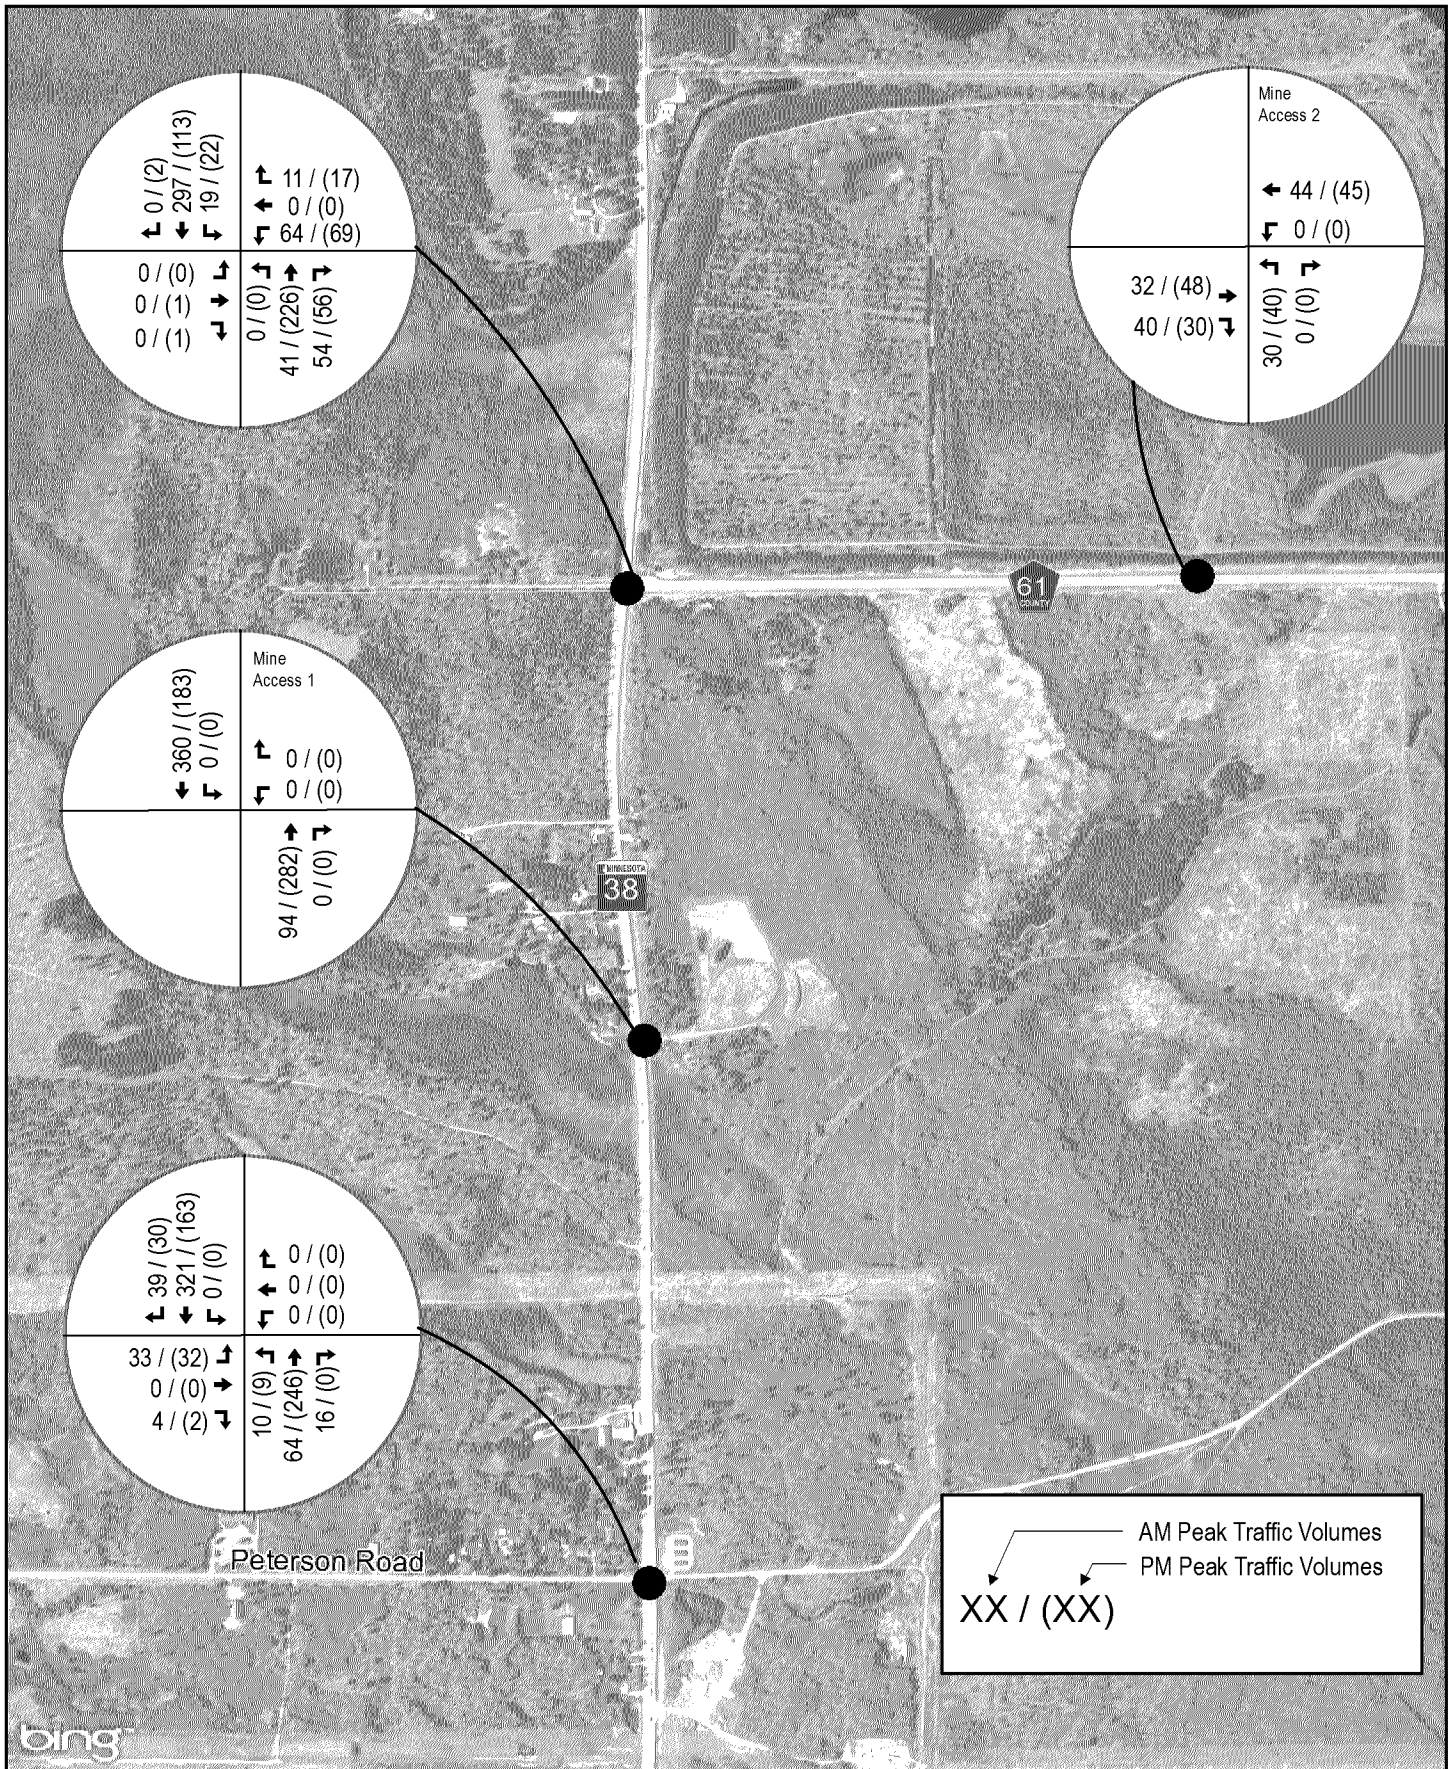 0 / (2)
297 / (113)
19 / (22)
11 / (17)
0 / (0)
64 / (69)
0 / (0)
0 / (1)
0 / (1)
0 / (0)
41 / (226)
54 / (56)
Mine
Access 2
44 / (45)
0 / (0)
32 / (48)
40 / (30)
30 / (40)
0 / (0)
61
COUNTY
Mine
Access 1
360 / (183)
0 / (0)
0 / (0)
0 / (0)
94 / (282)
0 / (0)
MINNESOTA
38
39 / (30)
321 / (163)
0 / (0)
0 / (0)
0 / (0)
0 / (0)
33 / (32)
0 / (0)
4 / (2)
10 / (9)
64 / (246)
16 / (0)
Peterson Road
AM Peak Traffic Volumes
PM Peak Traffic Volumes
XX / (XX)
bing™